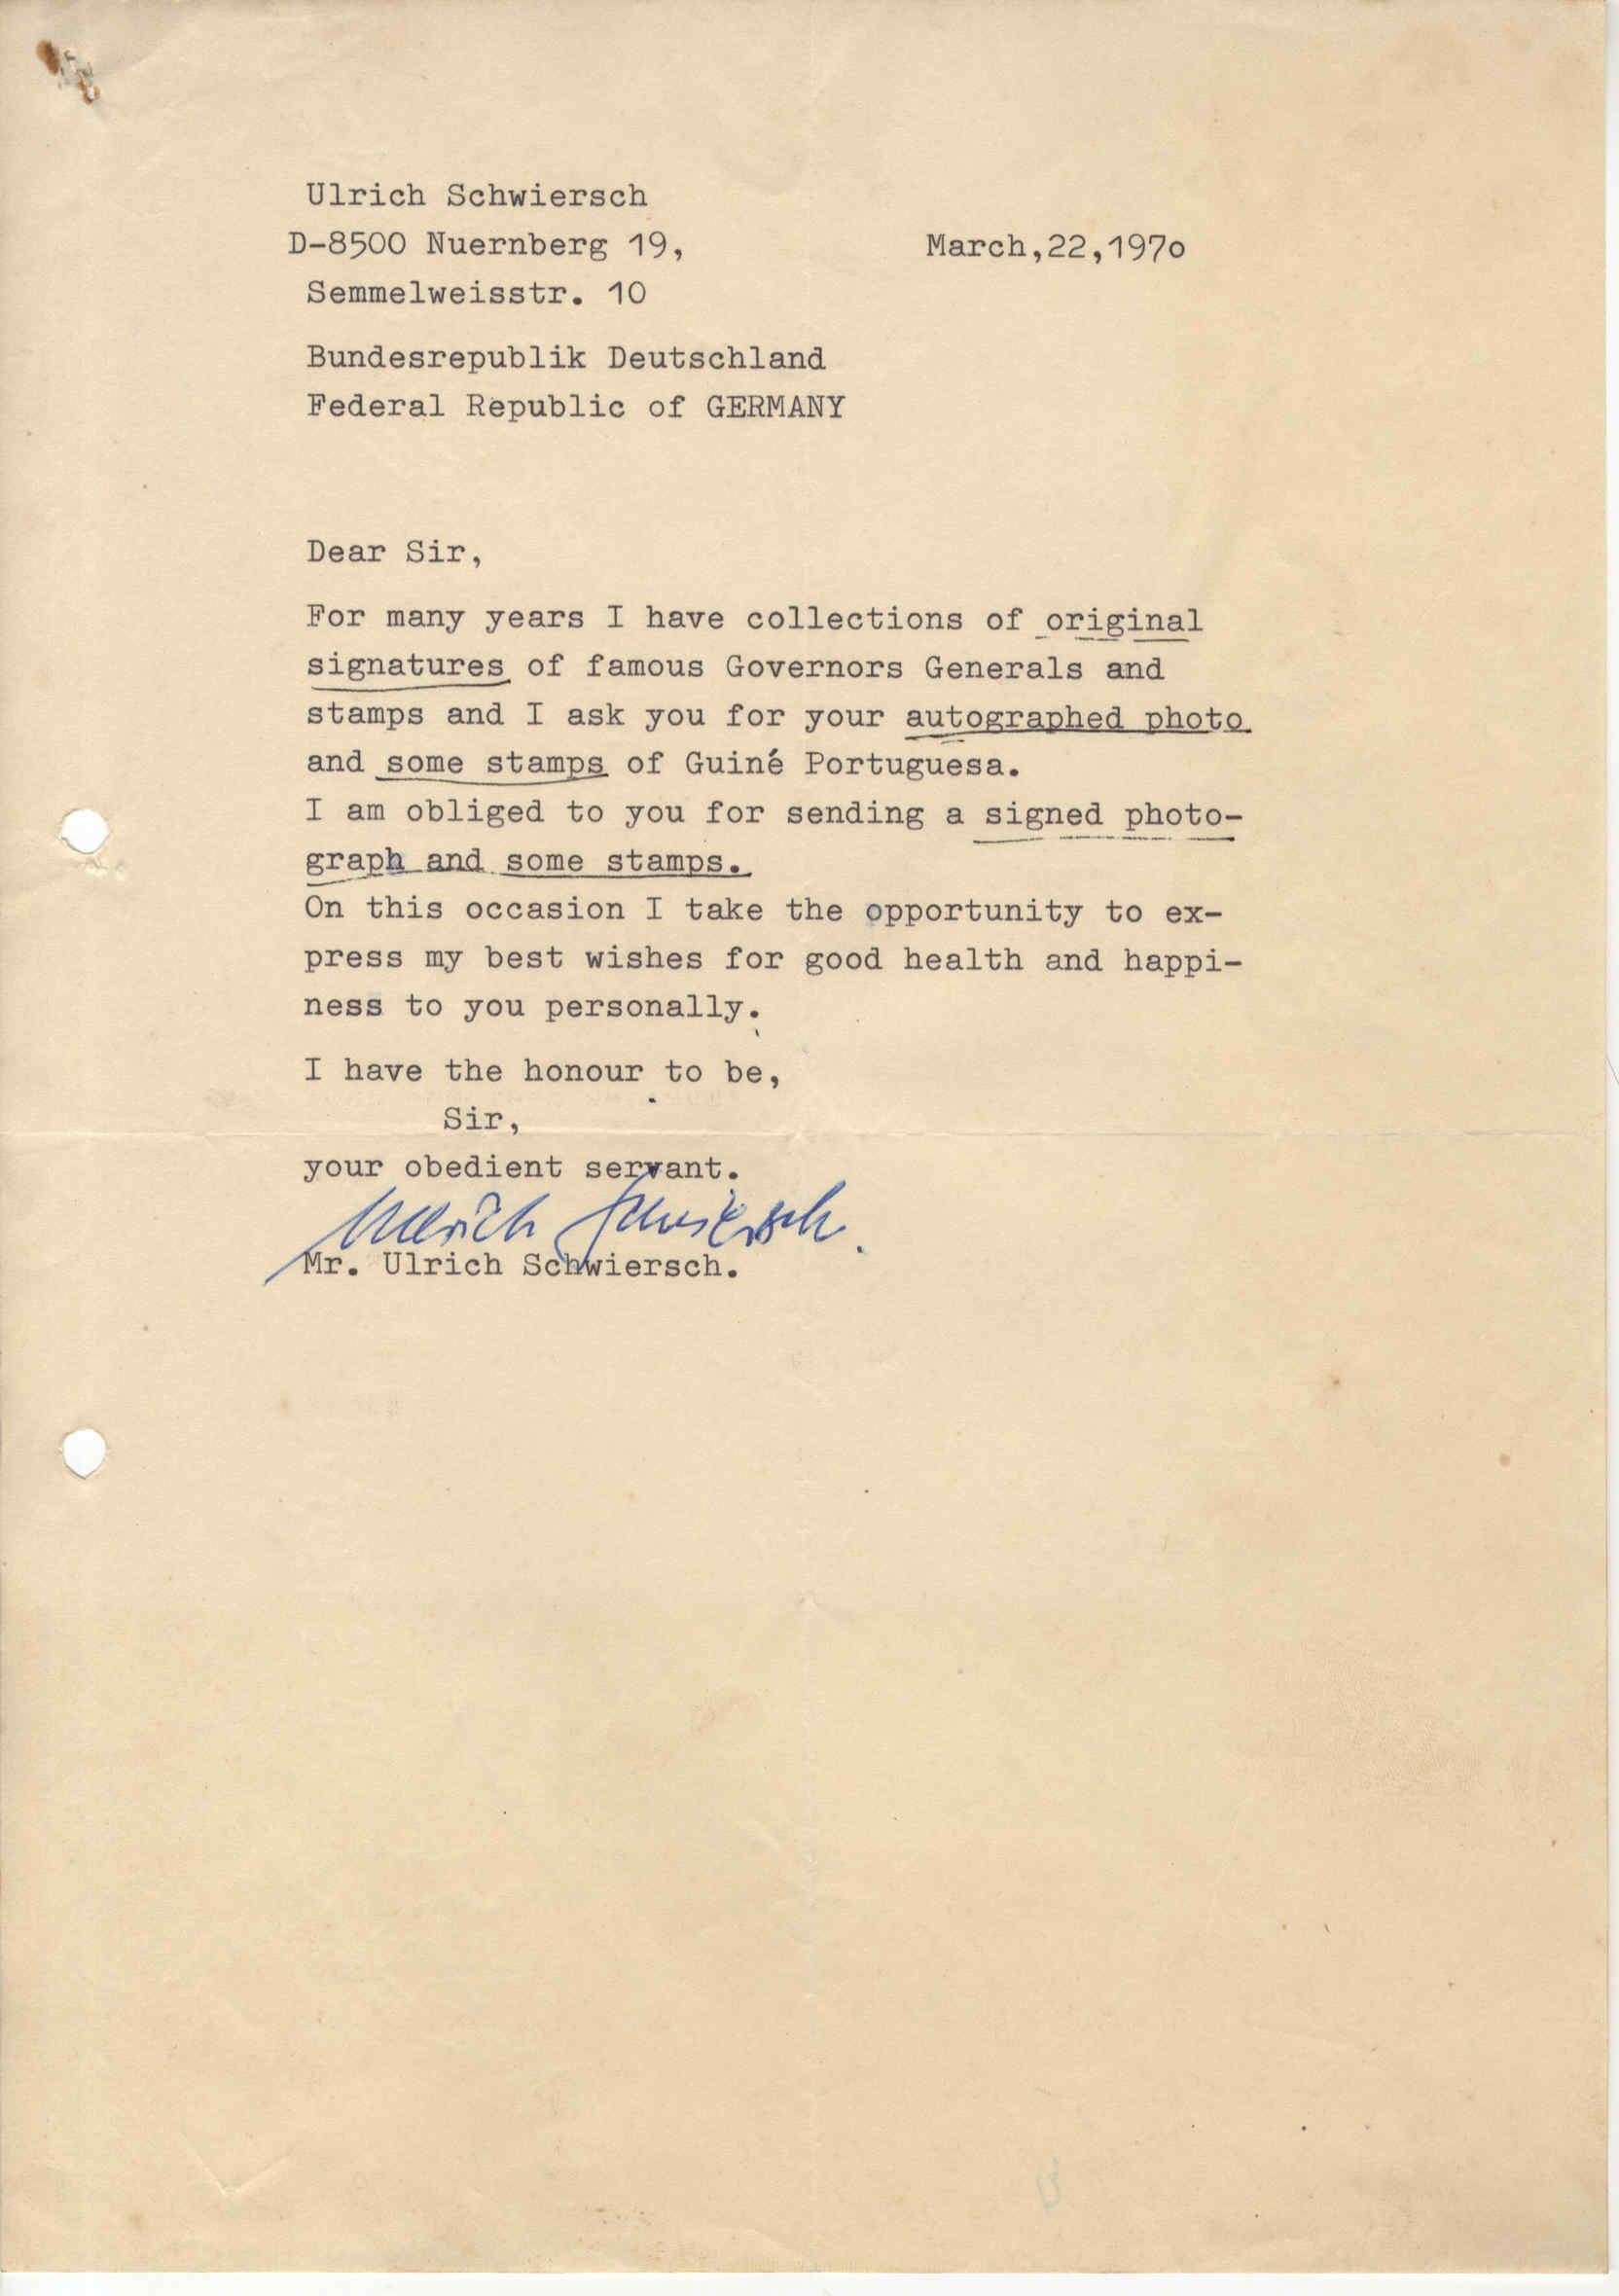 Ulrich Schwiersch
D-8500 Nuernberg 19,
March,22,197o
Semmelweisstr. 10
Bundesrepublik Deutschland
Federal Republic of GERMANY
Dear Sir,
For many years I have collections of original
signatures of famous Governors Generals and
stamps and I ask you for your autographed photo
and some stamps of Guiné Portuguesa.
I am obliged to you for sending a signed photo-
graph and some stamps.
On this occasion I take the opportunity to ex-
press my best wishes for good health and happi-
ness to you personally.
I have the honour to be,
Sir,
your obedient servant.
Ulrich Schwiersch.
Mr. Ulrich Schwiersch.